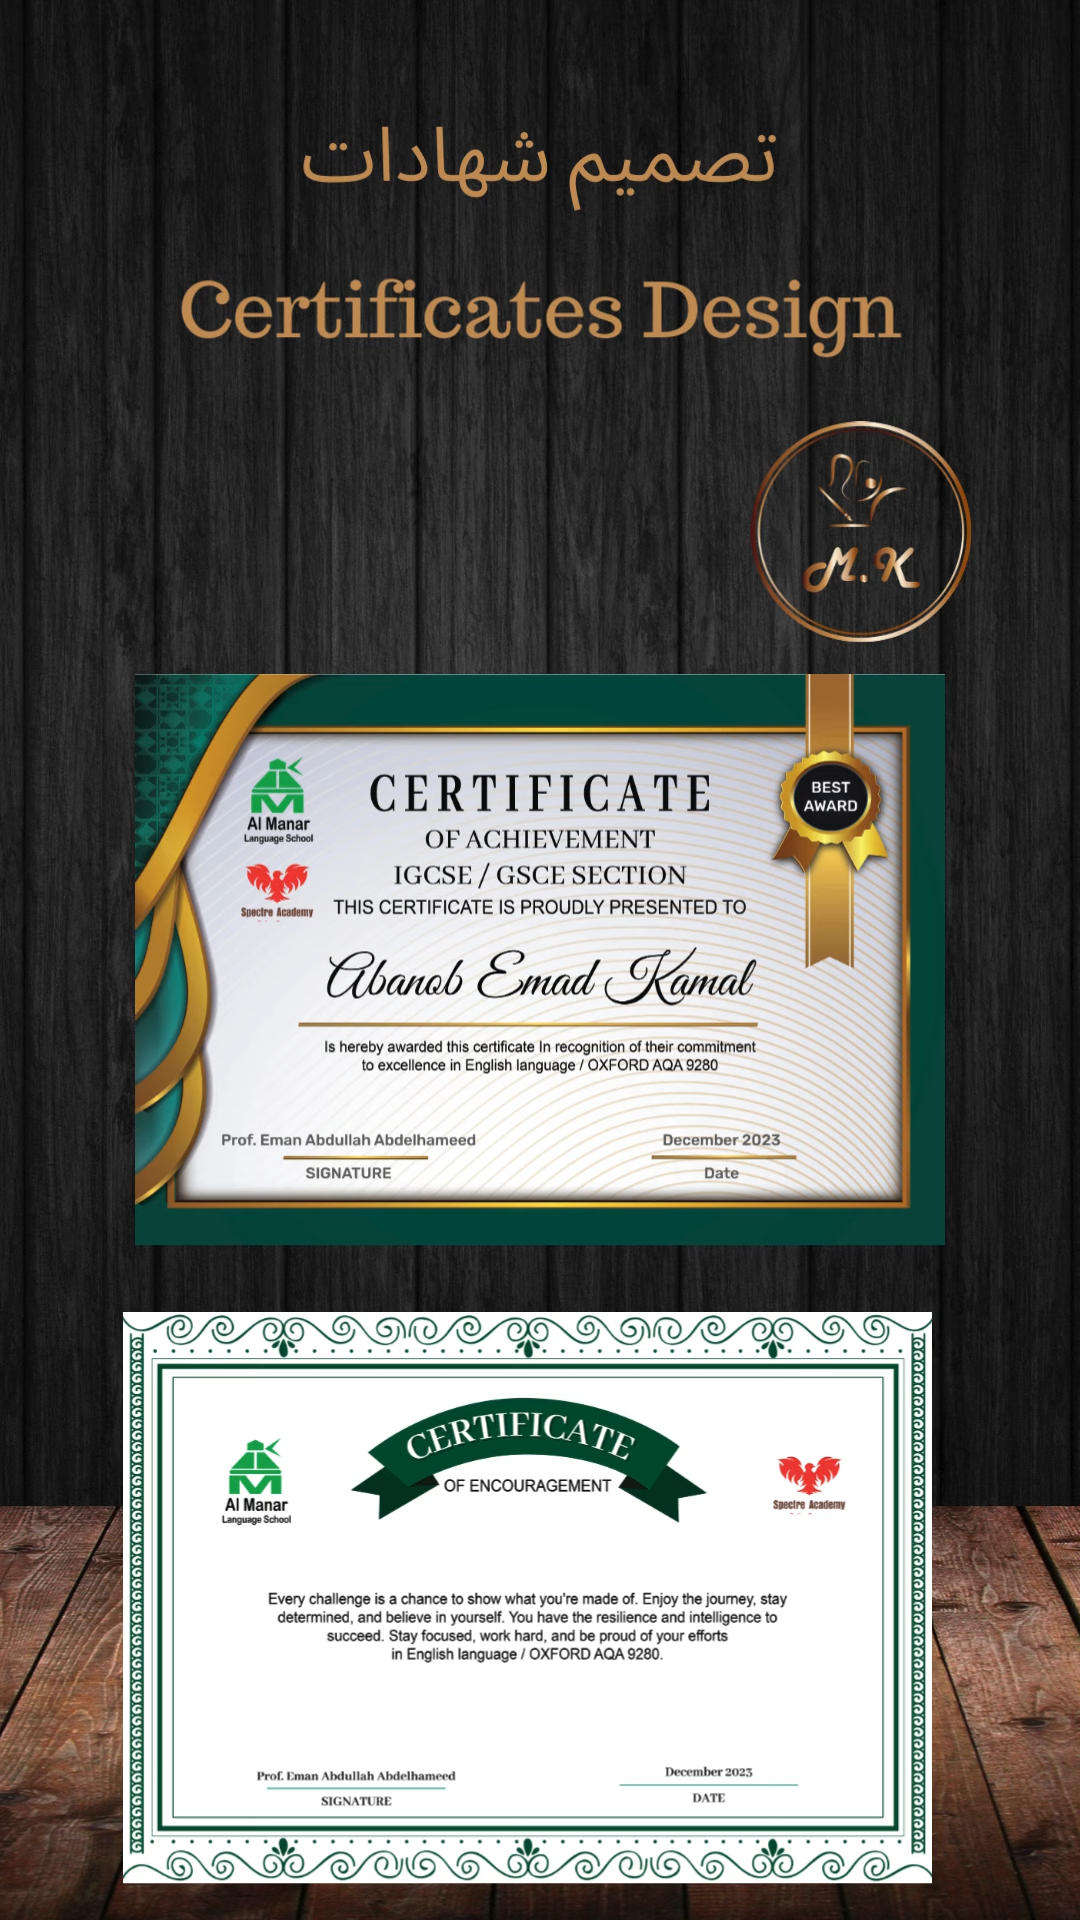 تصميم شهادات
Certificates Design
M.K
Al Manar
Language School
Spectre Academy
CERTIFICATE
OF ACHIEVEMENT
IGCSE / GSCE SECTION
THIS CERTIFICATE IS PROUDLY PRESENTED TO
BEST
AWARD
Abanob Emad Kamal
Is hereby awarded this certificate In recognition of their commitment
to excellence in English language / OXFORD AQA 9280
Prof. Eman Abdullah Abdelhameed
SIGNATURE
December 2023
Date
CERTIFICATE
OF ENCOURAGEMENT
Al Manar
Language School
Spectre Academy
Every challenge is a chance to show what you're made of. Enjoy the journey, stay
determined, and believe in yourself. You have the resilience and intelligence to
succeed. Stay focused, work hard, and be proud of your efforts
in English language / OXFORD AQA 9280.
Prof. Eman Abdullah Abdelhameed
SIGNATURE
December 2023
DATE